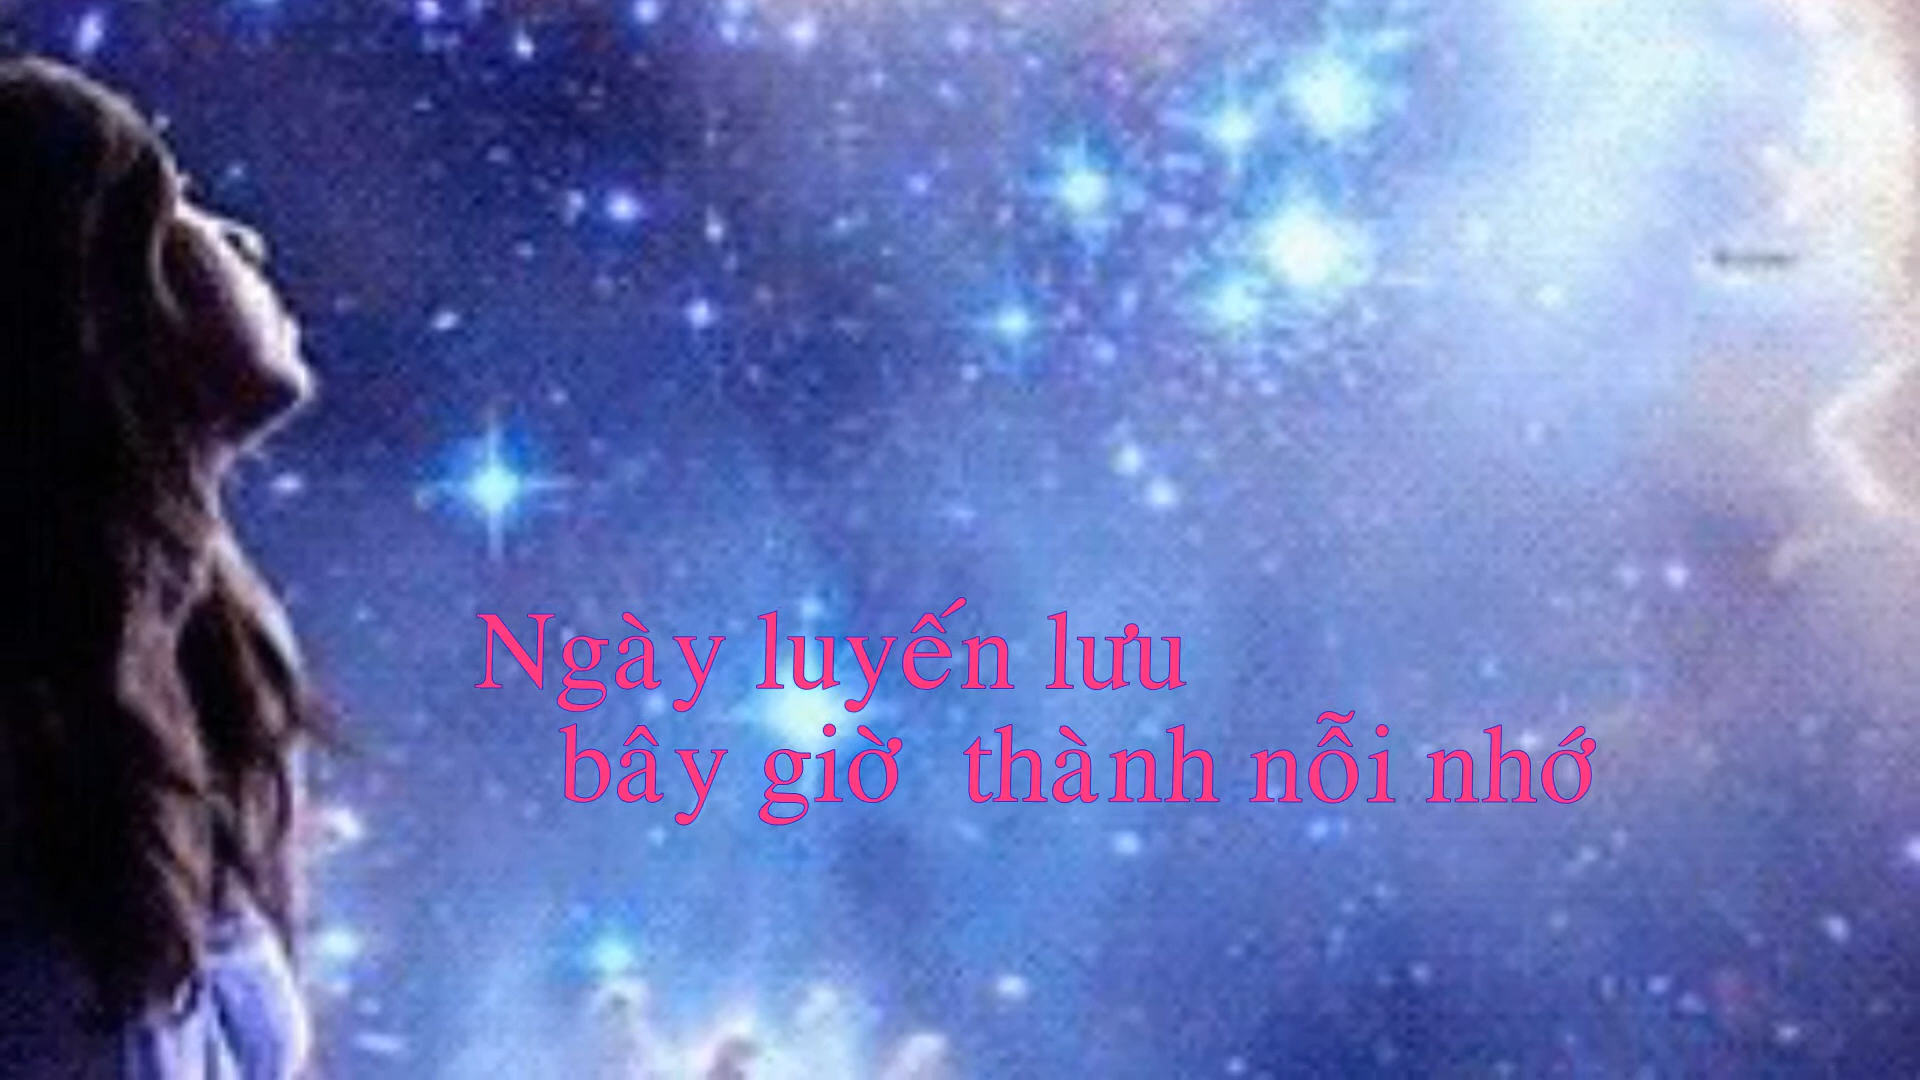 Ngày luyến lưu
bây giờ thành nỗi nhớ